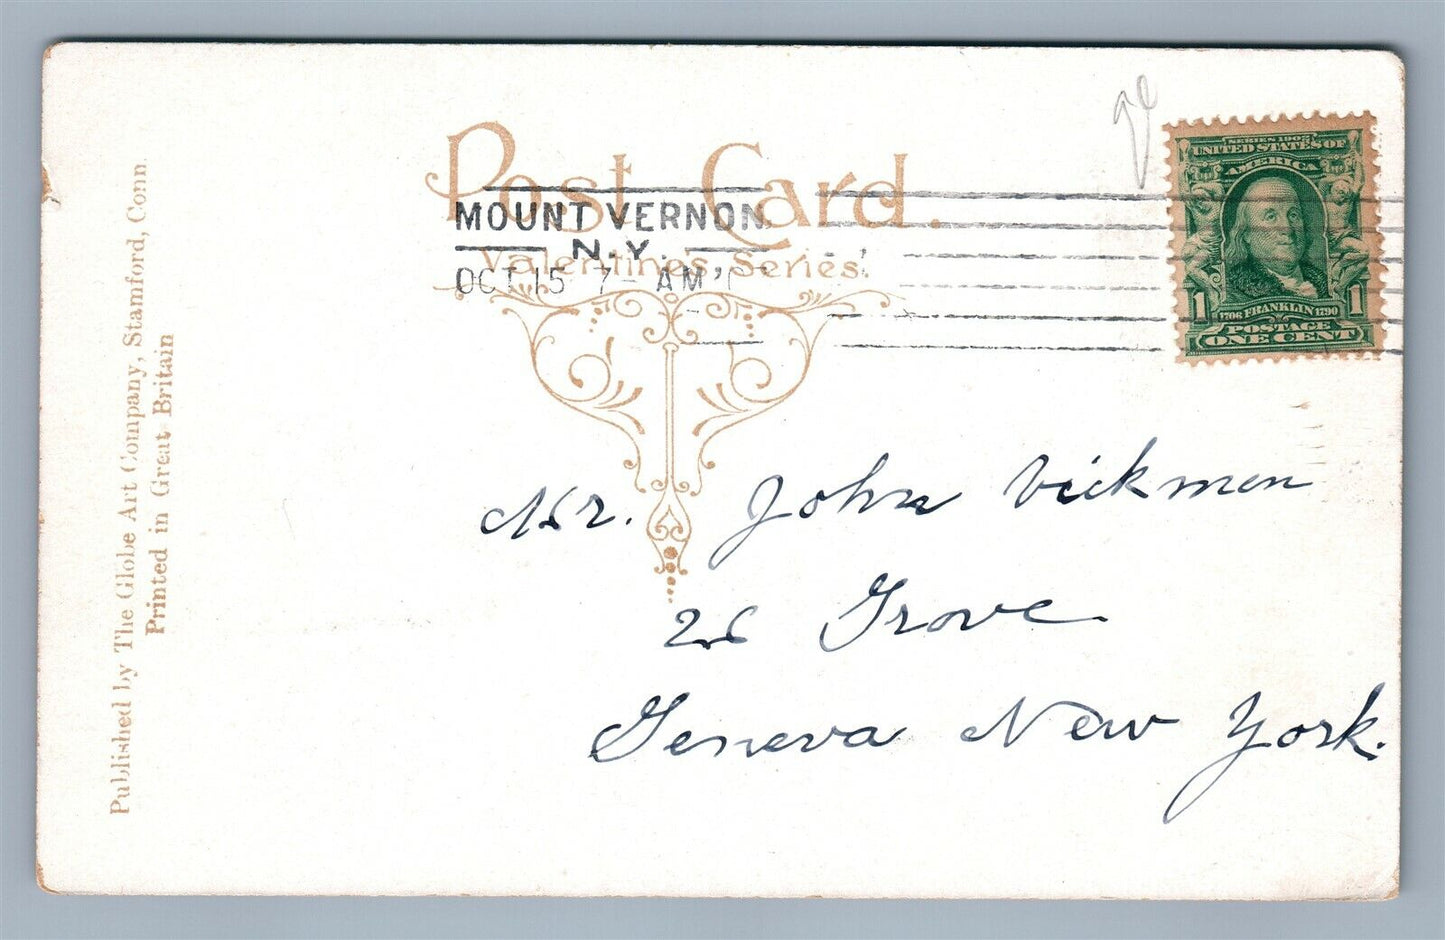 Post Card.
Valentines Series.
MOUNT VERNON
N.Y.
OCT 15 7 - AM
SERIES 1902
UNITED STATES OF
AMERICA
1 1706 FRANKLIN 1790 1
POSTAGE
ONE CENT
Mr. John Vickmen
26 Grove
Geneva New York.
Published by The Globe Art Company, Stamford, Conn
Printed in Great Britain